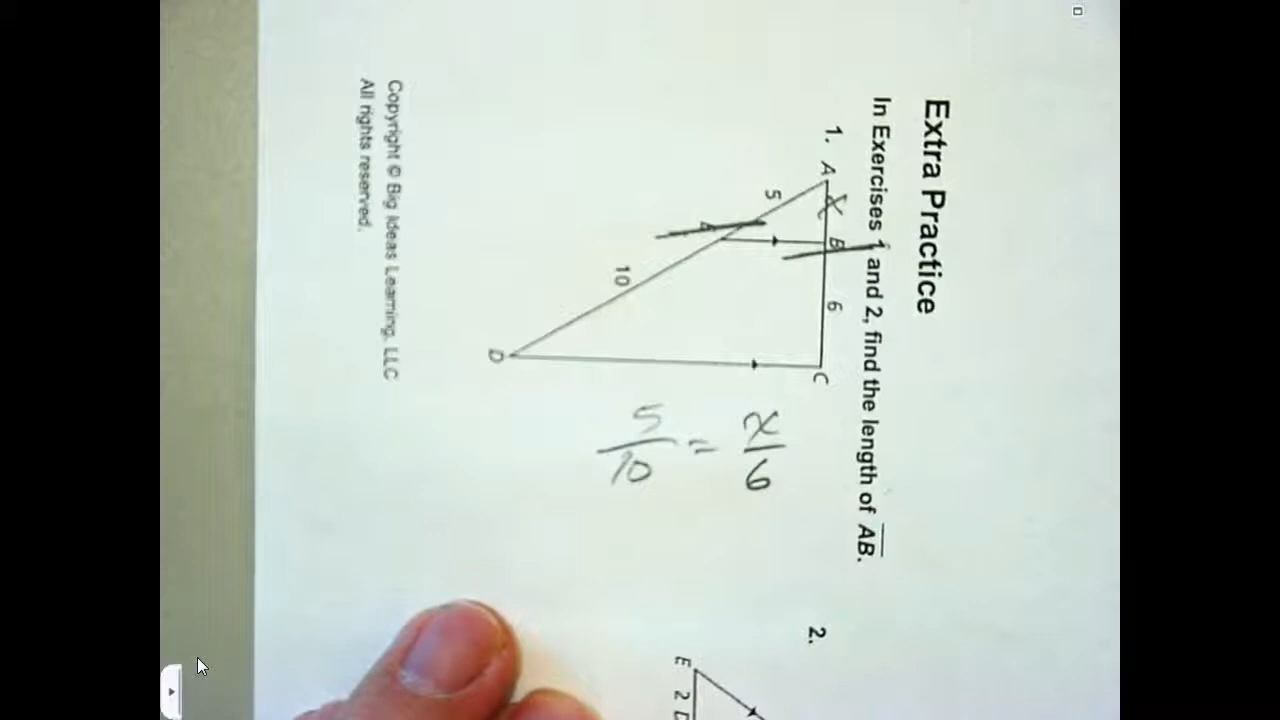 Extra Practice
In Exercises 1 and 2, find the length of AB.
1.
A
x
B
6
C
5
10
D
x/6 = 5/10
2.
E
2
D
Copyright © Big Ideas Learning, LLC
All rights reserved.